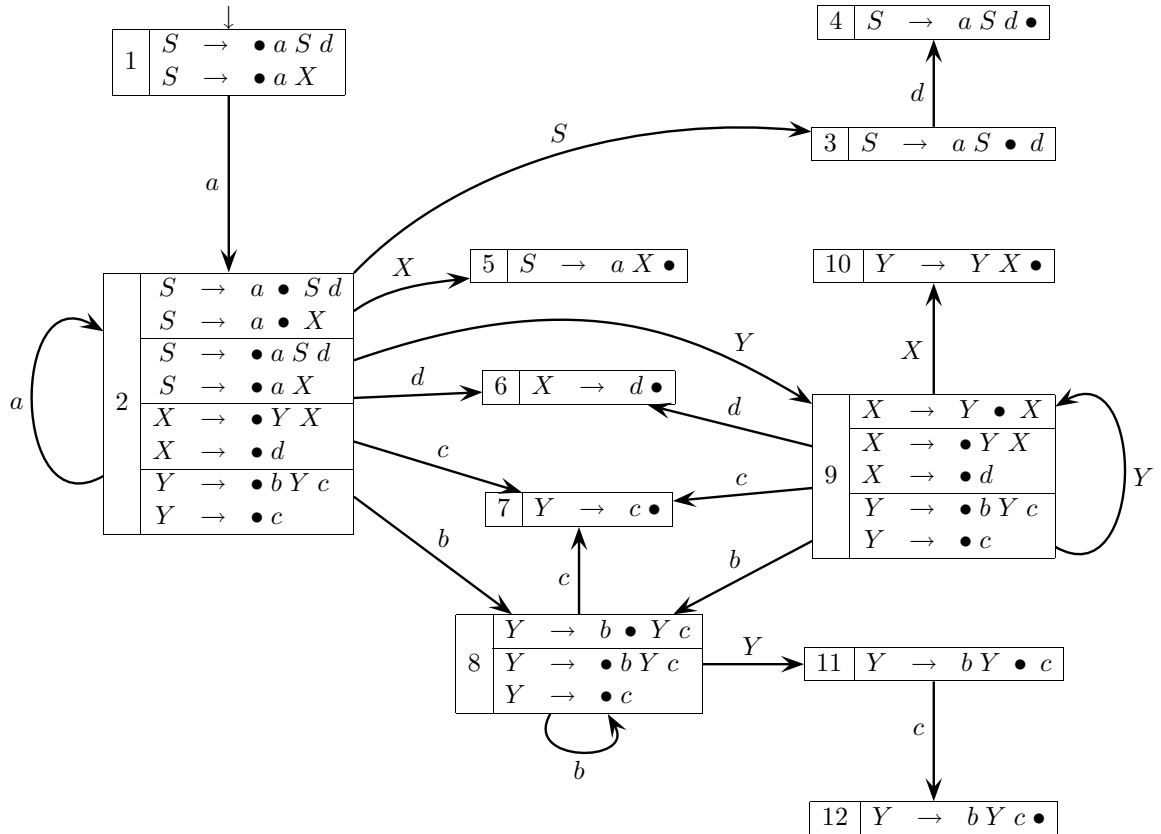 ↓
1
S → • a S d
S → • a X
a
4 S → a S d •
d
3 S → a S • d
S
2
S → a • S d
S → a • X
S → • a S d
S → • a X
X → • Y X
X → • d
Y → • b Y c
Y → • c
a
X
5 S → a X •
Y
d
6 X → d •
c
7 Y → c •
b
10 Y → Y X •
X
9
X → Y • X
X → • Y X
X → • d
Y → • b Y c
Y → • c
Y
d
c
b
c
8
Y → b • Y c
Y → • b Y c
Y → • c
b
Y
11 Y → b Y • c
c
12 Y → b Y c •